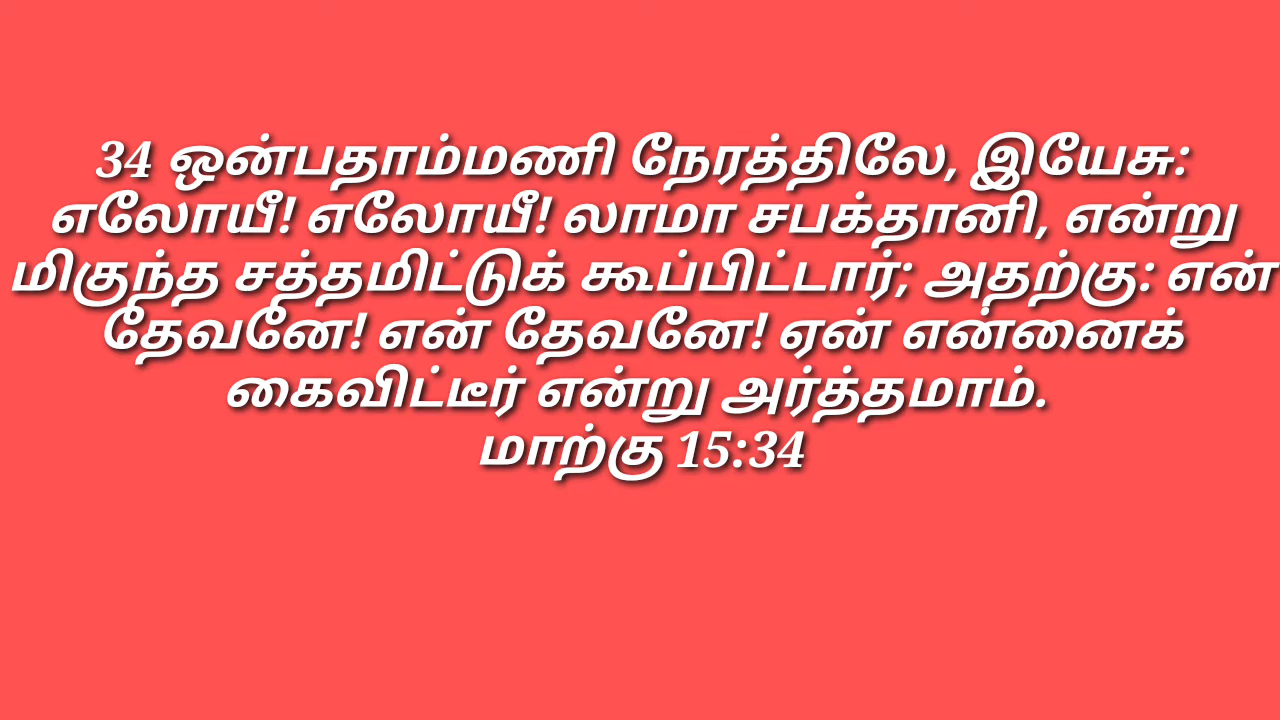 34 ஒன்பதாம்மணி நேரத்திலே, இயேசு:
எலோயீ! எலோயீ! லாமா சபக்தானி, என்று
மிகுந்த சத்தமிட்டுக் கூப்பிட்டார்; அதற்கு: என்
தேவனே! என் தேவனே! ஏன் என்னைக்
கைவிட்டீர் என்று அர்த்தமாம்.
மாற்கு 15:34